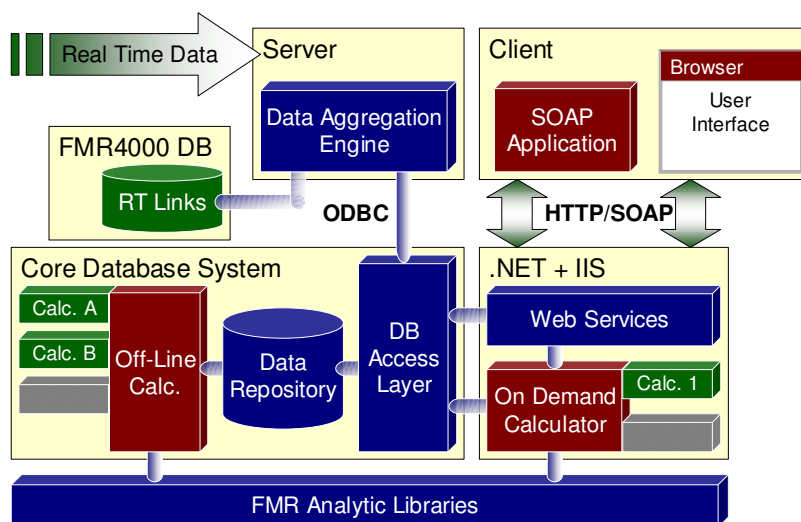 Real Time Data
Server
Data Aggregation
Engine
Client
SOAP
Application
Browser
User
Interface
FMR4000 DB
RT Links
ODBC
HTTP/SOAP
Core Database System
Calc. A
Calc. B
Off-Line
Calc.
Data
Repository
DB
Access
Layer
.NET + IIS
Web Services
On Demand
Calculator
Calc. 1
FMR Analytic Libraries